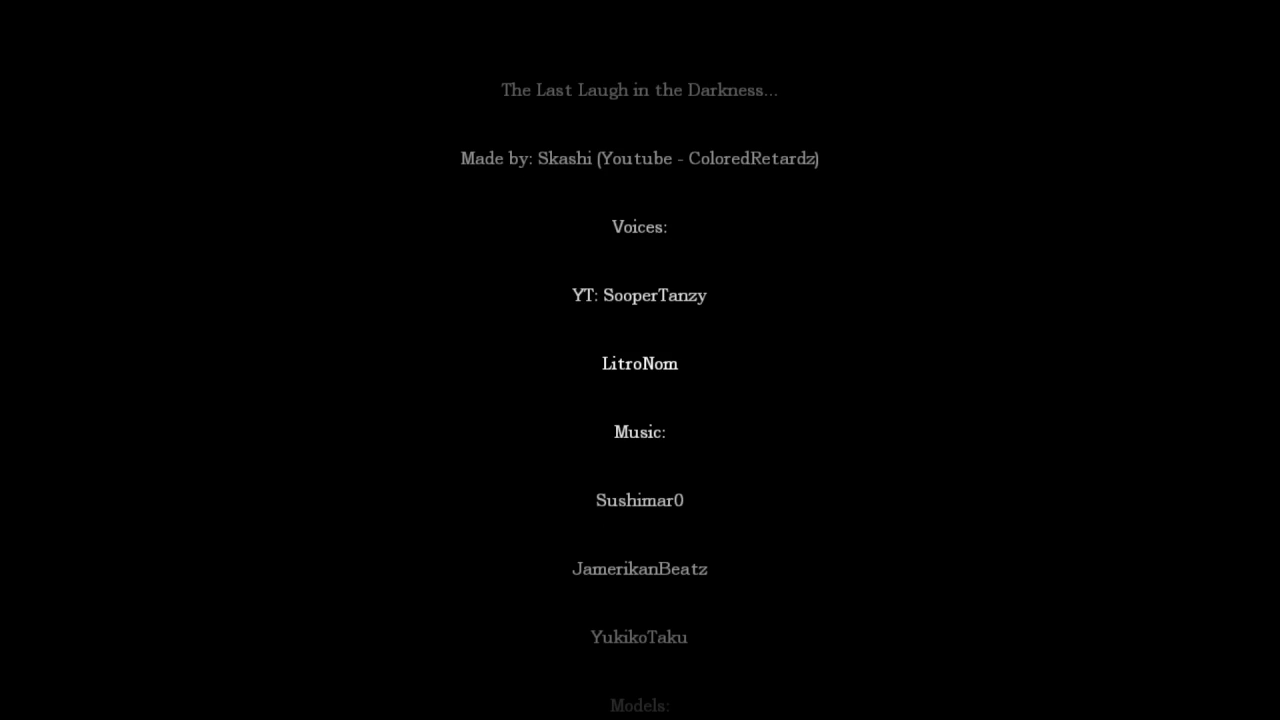 The Last Laugh in the Darkness...
Made by: Skashi (Youtube - ColoredRetardz)
Voices:
YT: SooperTanzy
LitroNom
Music:
Sushimar0
JamerikanBeatz
YukikoTaku
Models: